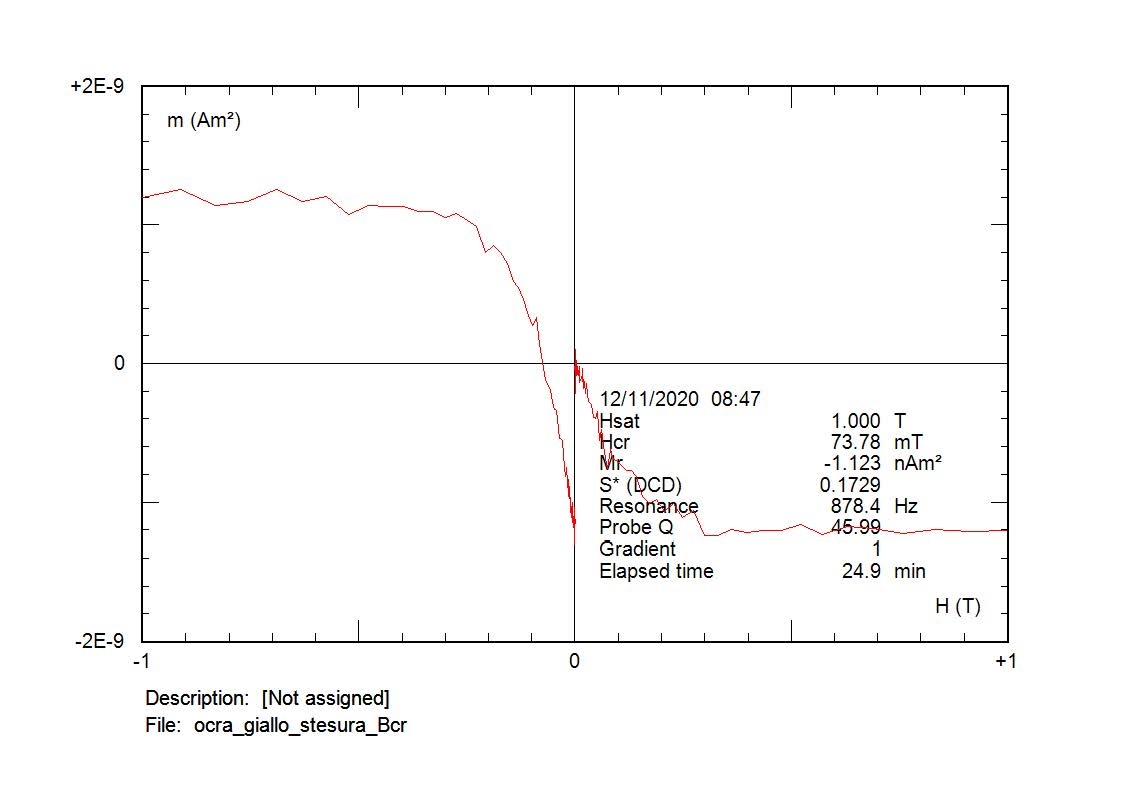 +2E-9
m (Am²)
0
12/11/2020 08:47
Hsat 1.000 T
Hcr 73.78 mT
Mr -1.123 nAm²
S* (DCD) 0.1729
Resonance 878.4 Hz
Probe Q 45.99
Gradient 1
Elapsed time 24.9 min
H (T)
-2E-9
-1 0 +1
Description: [Not assigned]
File: ocra_giallo_stesura_Bcr